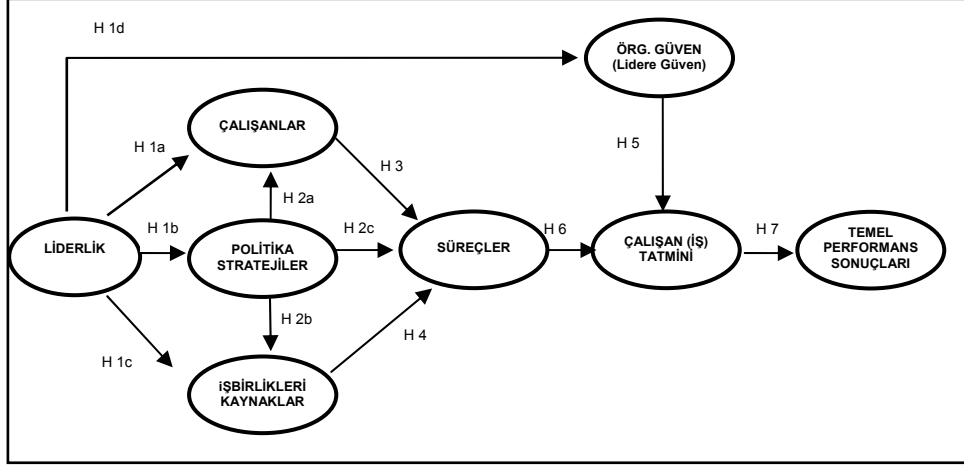 H 1d
ÖRG. GÜVEN
(Lidere Güven)
ÇALIŞANLAR
H 1a
H 3
H 5
H 2a
H 1b
H 2c
H 6
H 7
LİDERLİK
POLİTİKA
STRATEJİLER
SÜREÇLER
ÇALIŞAN (İŞ)
TATMİNİ
TEMEL
PERFORMANS
SONUÇLARI
H 2b
H 4
H 1c
İŞBİRLİKLERİ
KAYNAKLAR